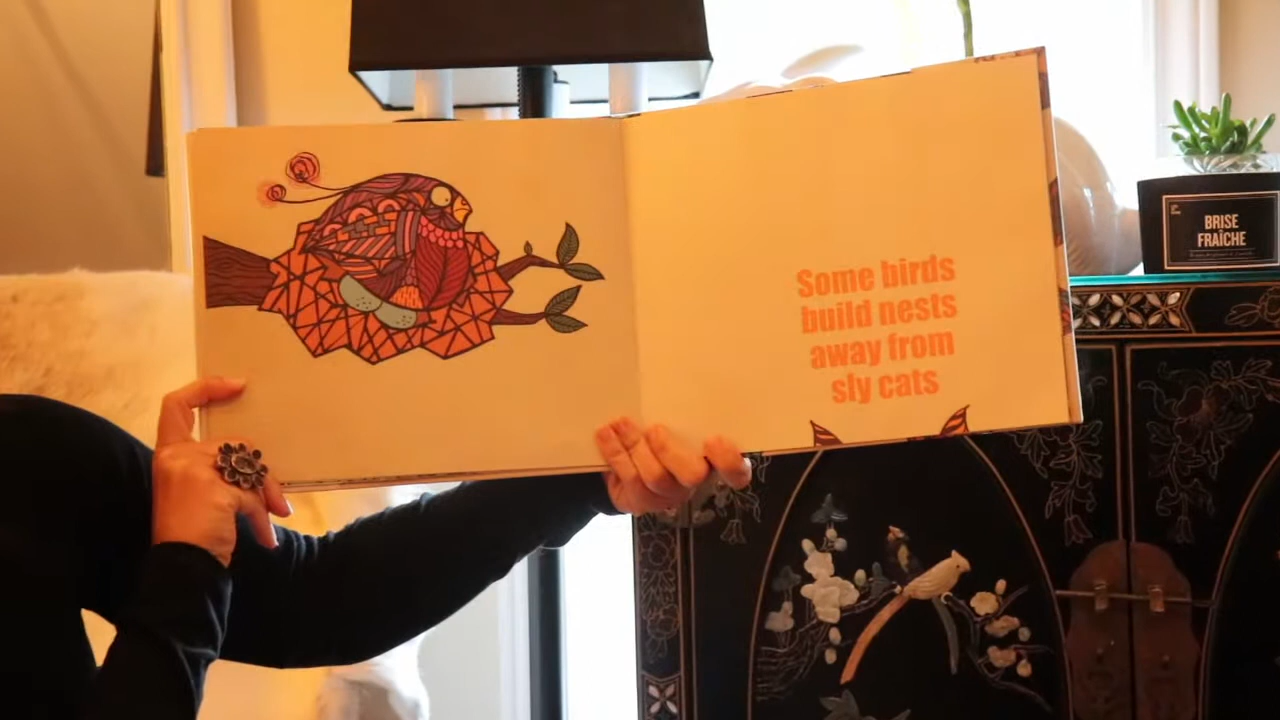 Some birds
build nests
away from
sly cats
BRISE
FRAÎCHE